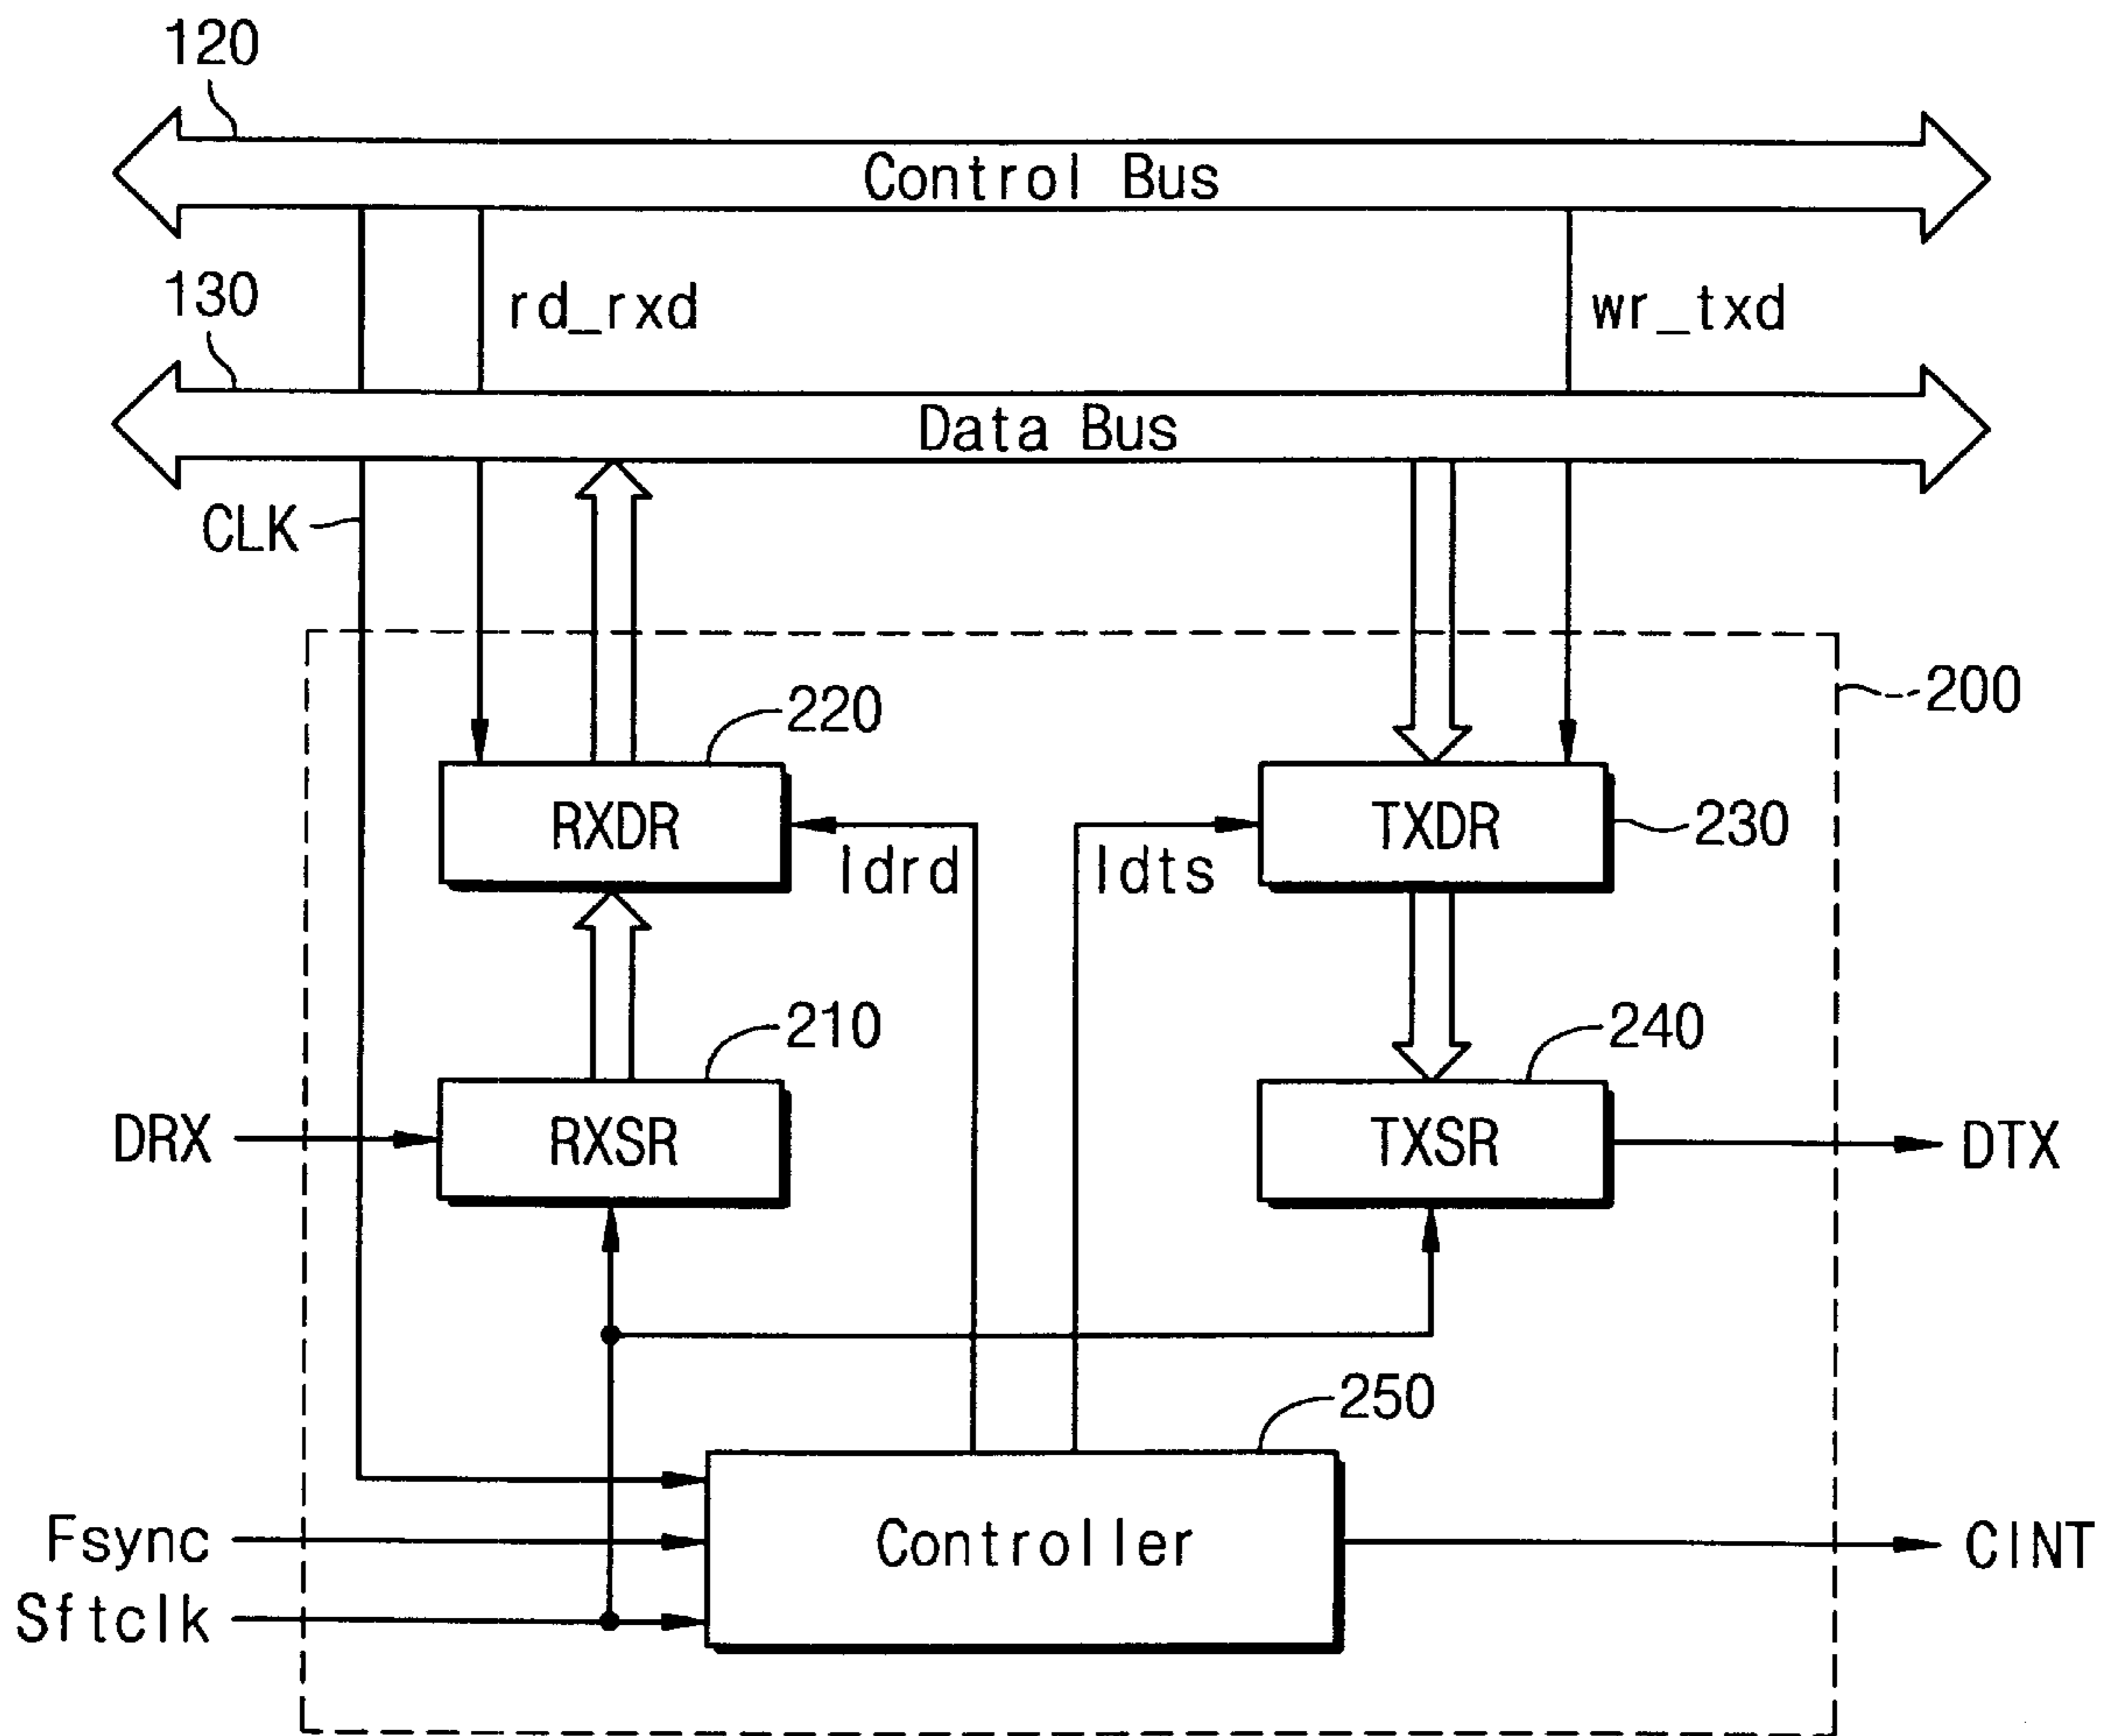 120
Control Bus
130
rd_rxd
wr_txd
Data Bus
CLK
200
220
RXDR
TXDR
230
ldrd
ldts
210
240
DRX
RXSR
TXSR
DTX
250
Fsync
Controller
CINT
Sftclk